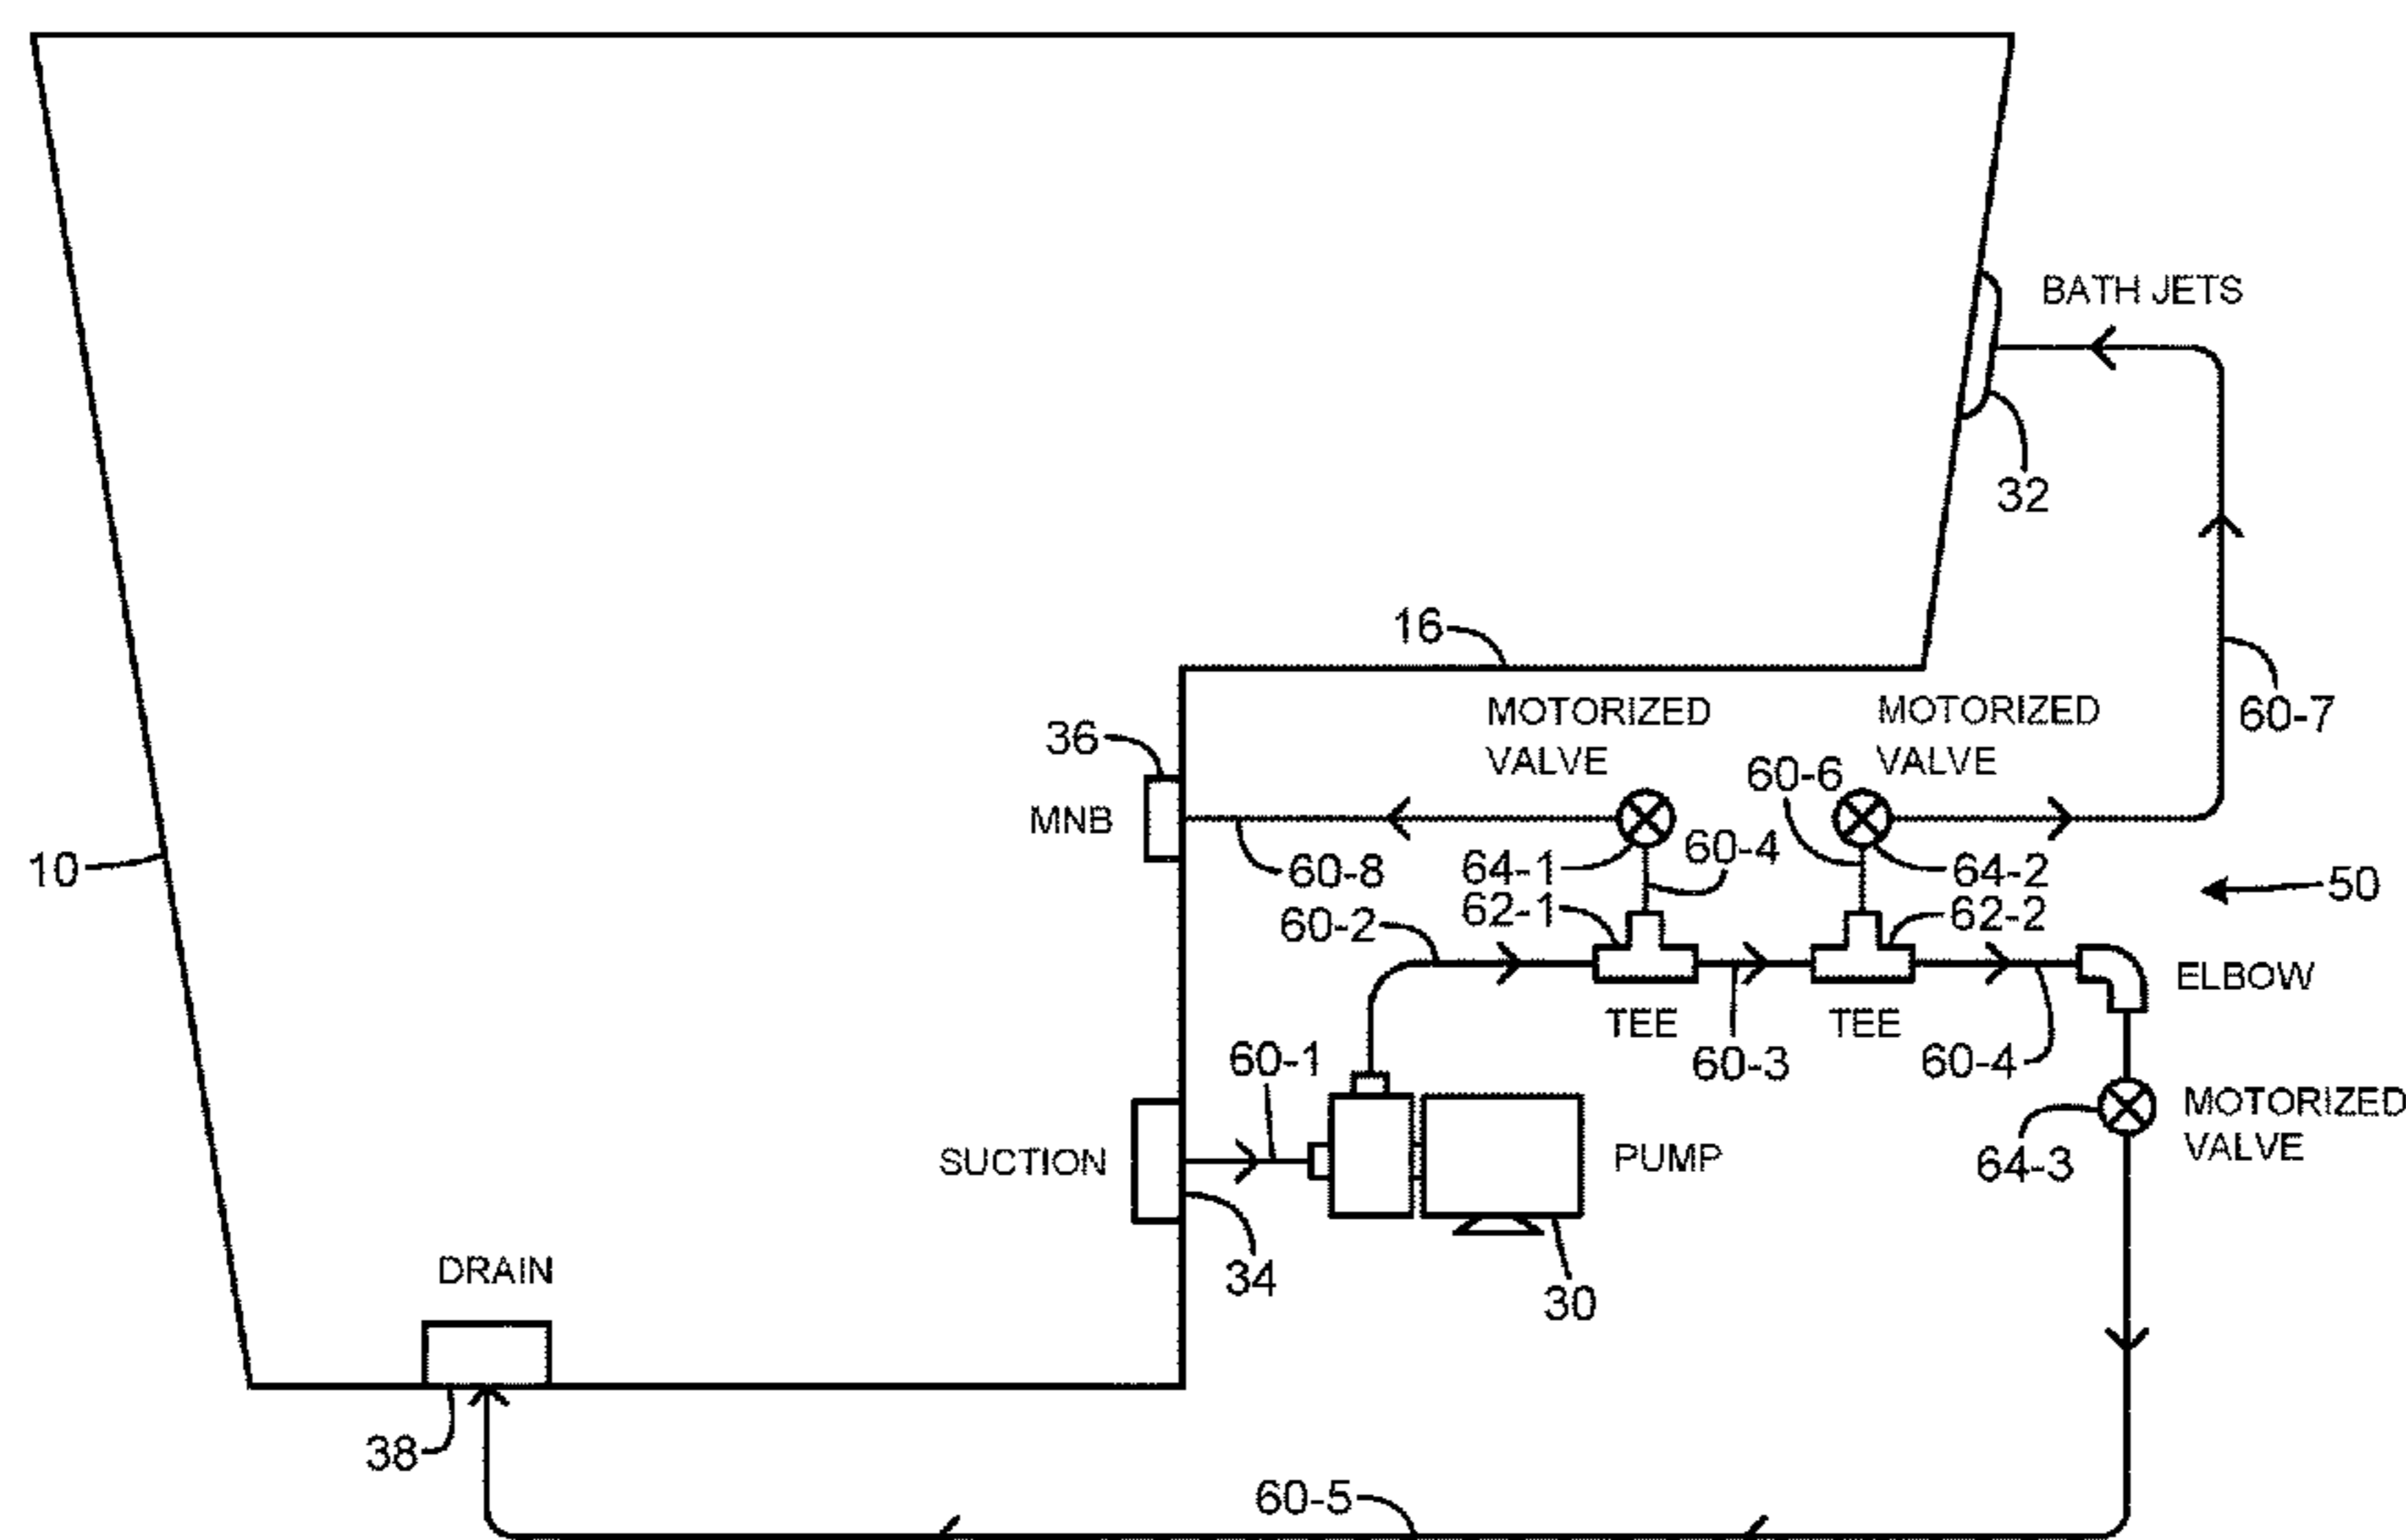 BATH JETS
32
16
MOTORIZED
VALVE
MOTORIZED
VALVE
60-7
36
60-6
MNB
10
60-8
64-1
60-4
64-2
50
60-2
62-1
62-2
ELBOW
TEE
TEE
60-1
60-3
60-4
MOTORIZED
VALVE
SUCTION
PUMP
64-3
DRAIN
34
30
38
60-5